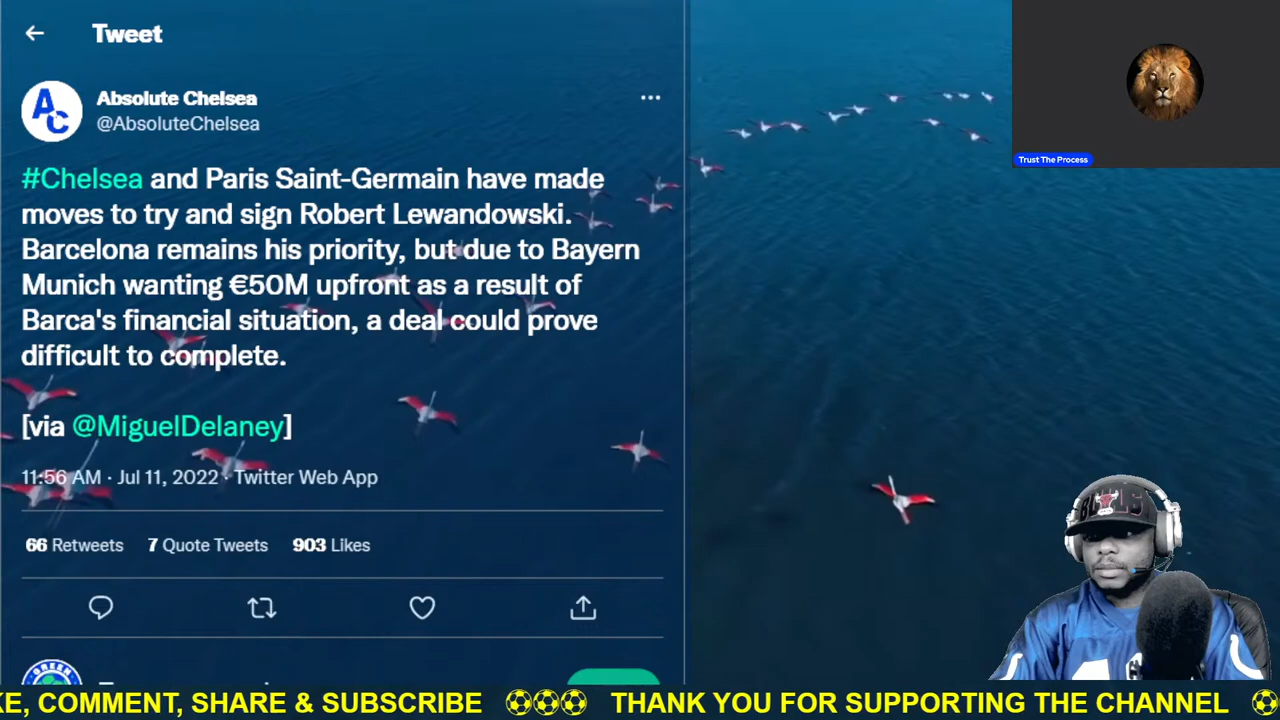 Tweet
Absolute Chelsea
@AbsoluteChelsea
#Chelsea and Paris Saint-Germain have made
moves to try and sign Robert Lewandowski.
Barcelona remains his priority, but due to Bayern
Munich wanting €50M upfront as a result of
Barca's financial situation, a deal could prove
difficult to complete.
[via @MiguelDelaney]
11:56 AM · Jul 11, 2022 · Twitter Web App
66 Retweets 7 Quote Tweets 903 Likes
GREEN
Trust The Process
BULLS
KE, COMMENT, SHARE & SUBSCRIBE ⚽⚽⚽ THANK YOU FOR SUPPORTING THE CHANNEL ⚽